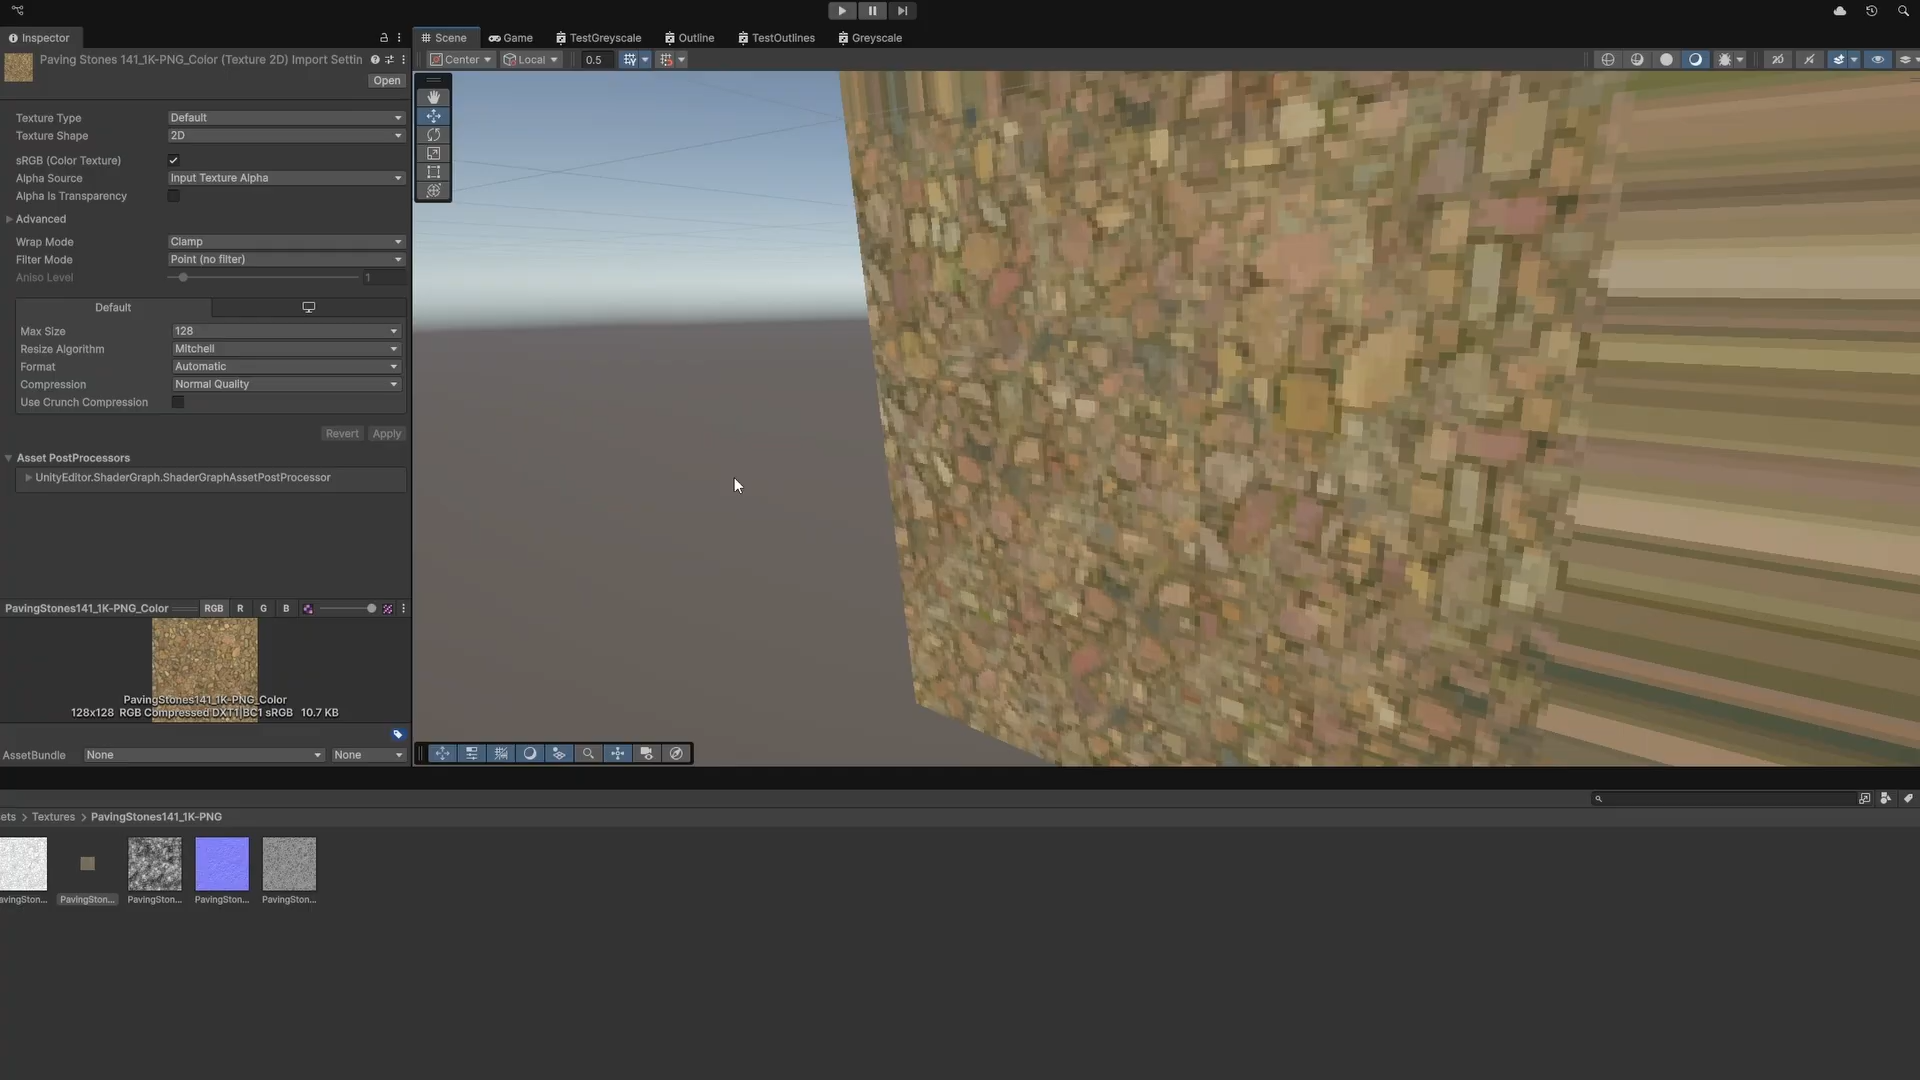 Inspector
Scene
Game
TestGreyscale
Outline
TestOutlines
Greyscale
Paving Stones 141_1K-PNG_Color (Texture 2D) Import Settin
Open
Center
Local
0.5
2D
Texture Type
Default
Texture Shape
2D
sRGB (Color Texture)
Alpha Source
Input Texture Alpha
Alpha Is Transparency
Advanced
Wrap Mode
Clamp
Filter Mode
Point (no filter)
Aniso Level
1
Default
Max Size
128
Resize Algorithm
Mitchell
Format
Automatic
Compression
Normal Quality
Use Crunch Compression
Revert
Apply
Asset PostProcessors
UnityEditor.ShaderGraph.ShaderGraphAssetPostProcessor
PavingStones141_1K-PNG_Color
RGB
R
G
B
PavingStones141_1K-PNG_Color
128x128 RGB Compressed DXT1|BC1 sRGB 10.7 KB
AssetBundle
None
None
ets > Textures > PavingStones141_1K-PNG
avingSton...
PavingSton...
PavingSton...
PavingSton...
PavingSton...